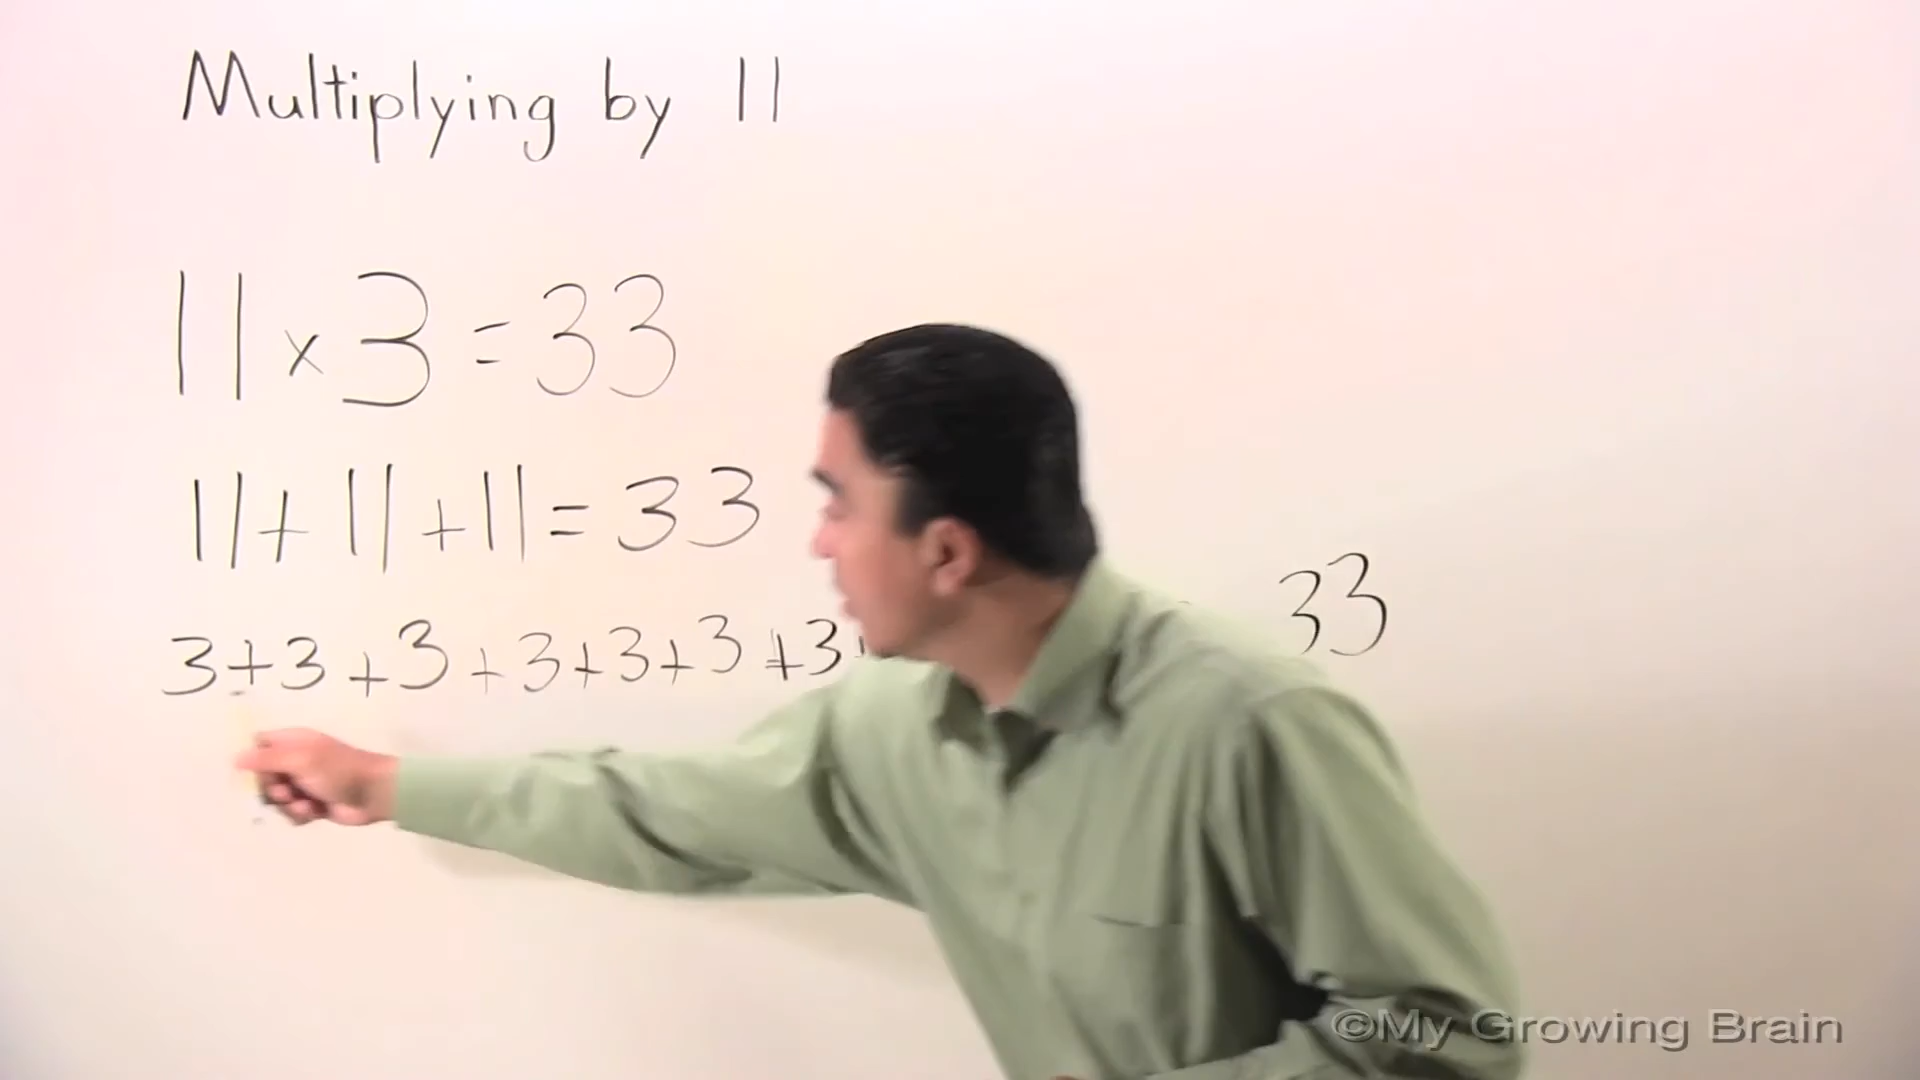 Multiplying by 11
11 x 3 = 33
11 + 11 + 11 = 33
3 + 3 + 3 + 3 + 3 + 3 + 3 33
©My Growing Brain